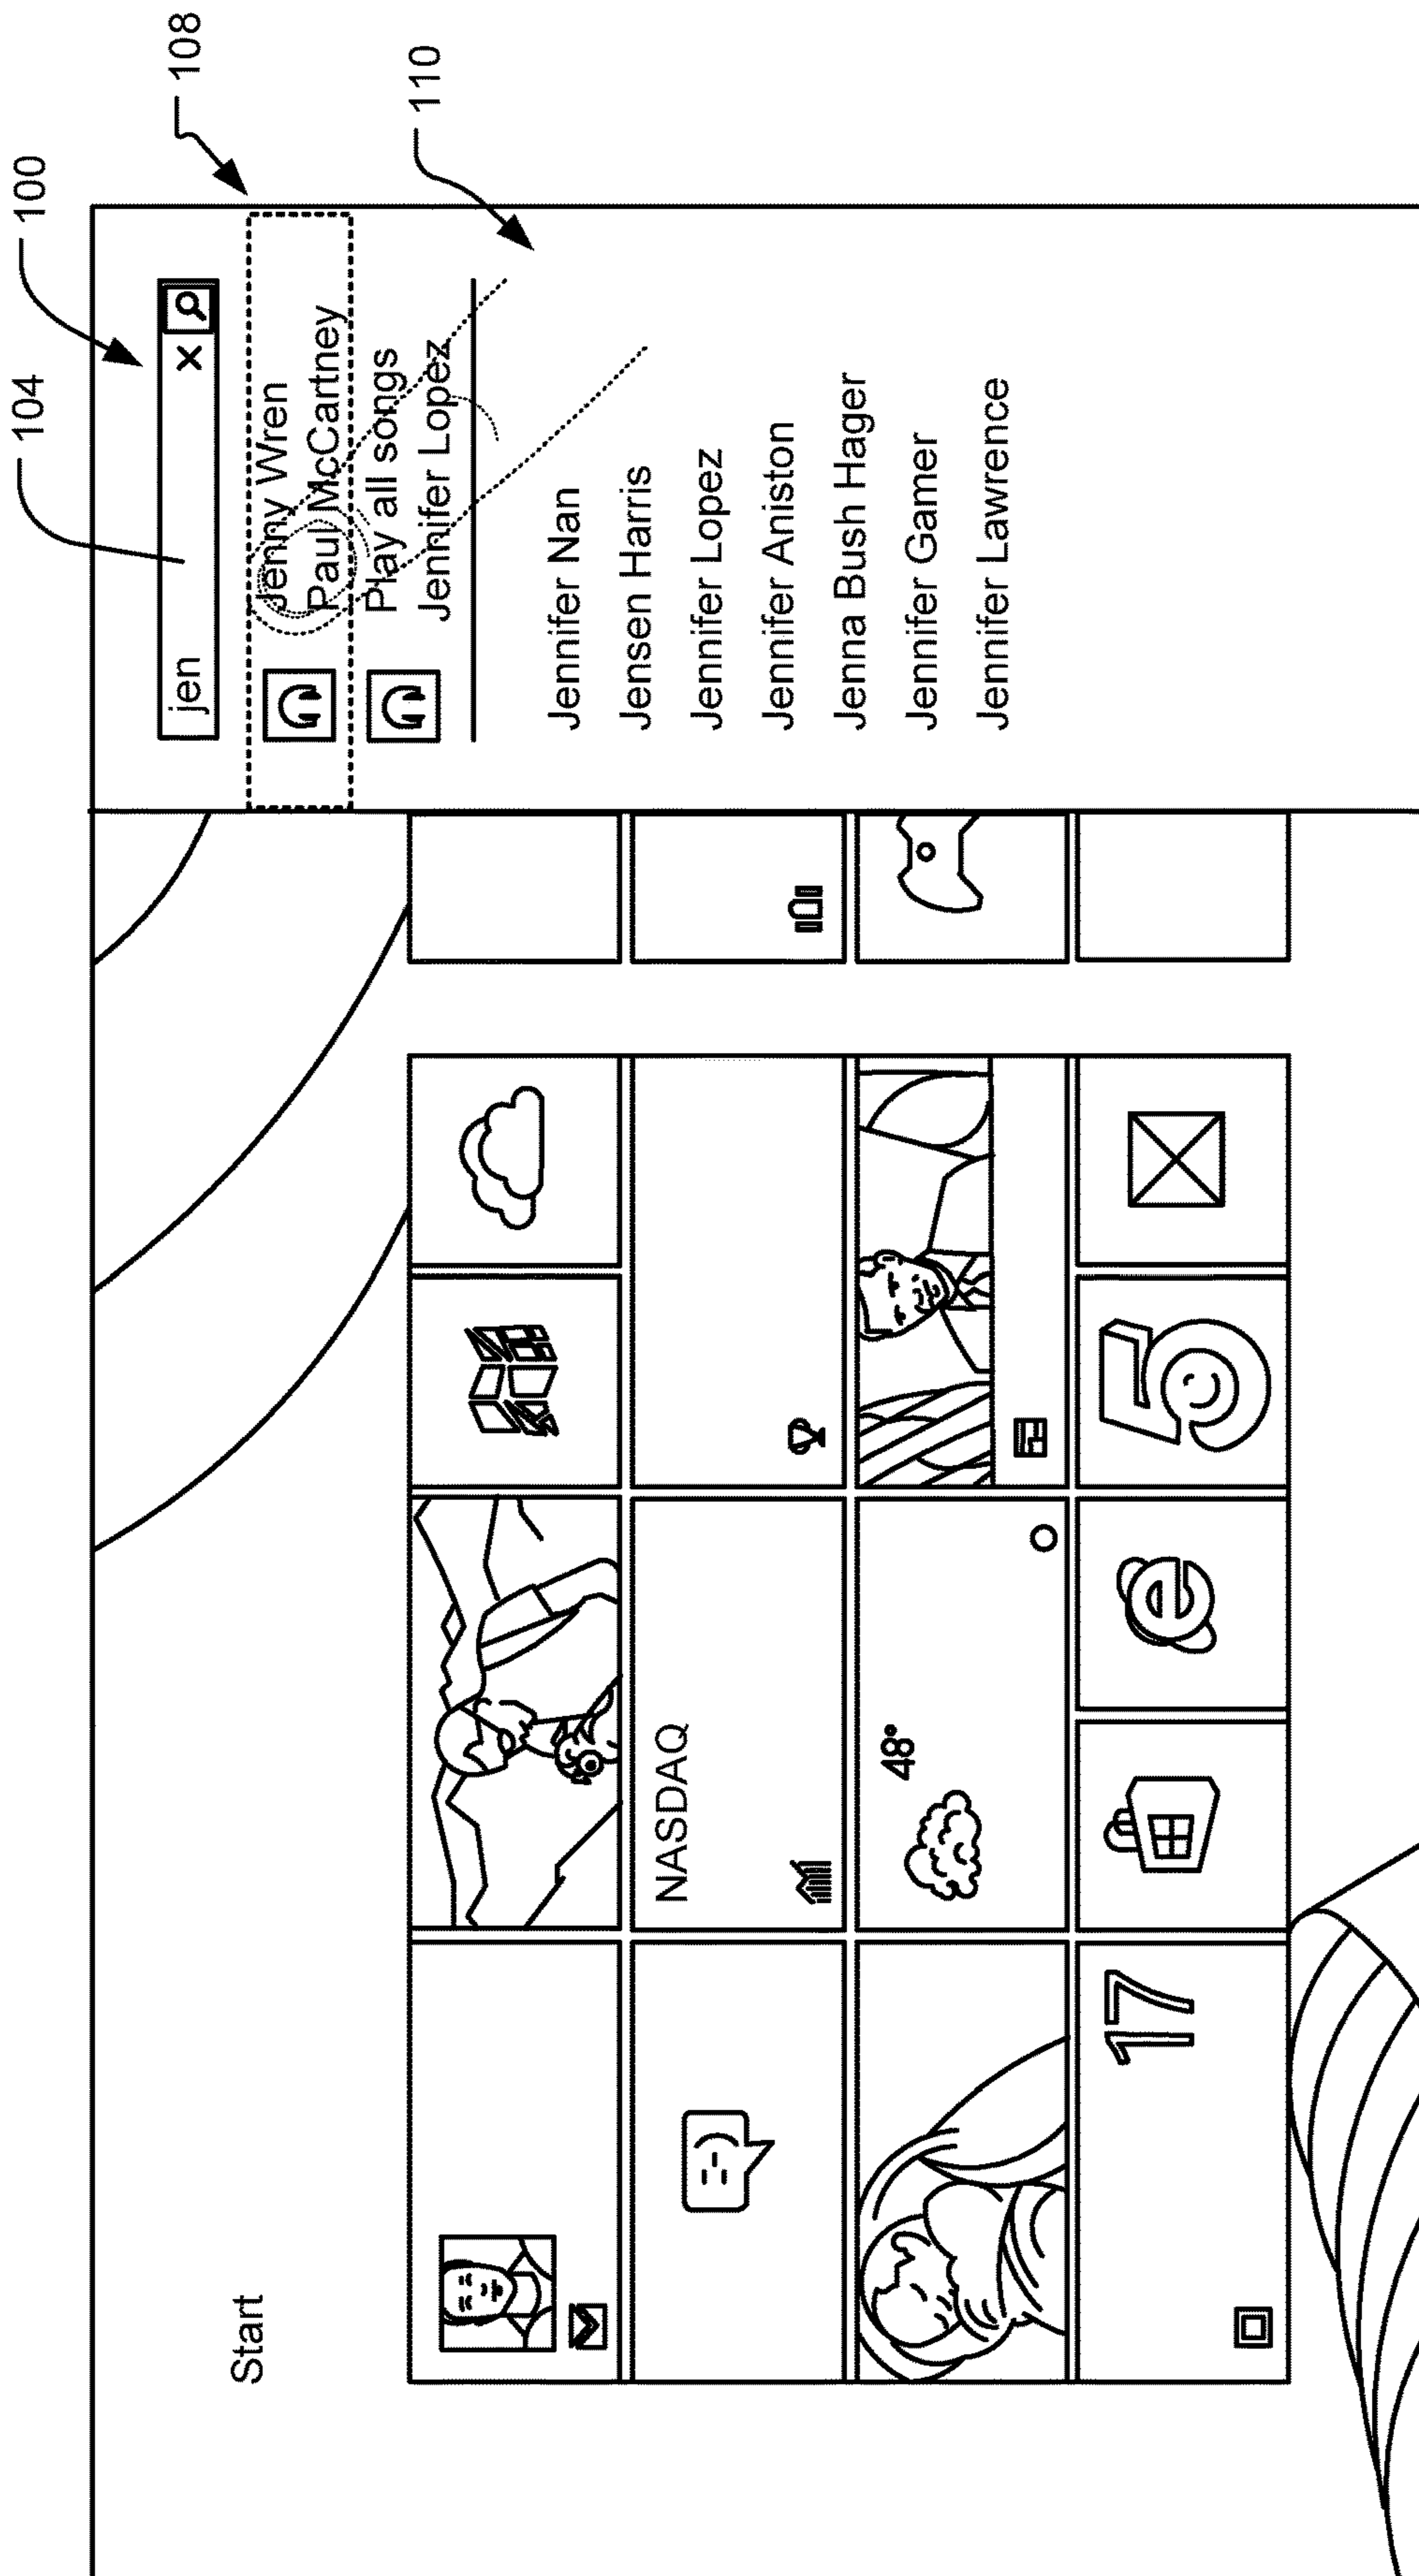 100
104
108
110
Start
jen
Jenny Wren
Paul McCartney
Play all songs
Jennifer Lopez
Jennifer Nan
Jensen Harris
Jennifer Lopez
Jennifer Aniston
Jenna Bush Hager
Jennifer Gamer
Jennifer Lawrence
NASDAQ
:-)
48°
e
5
17